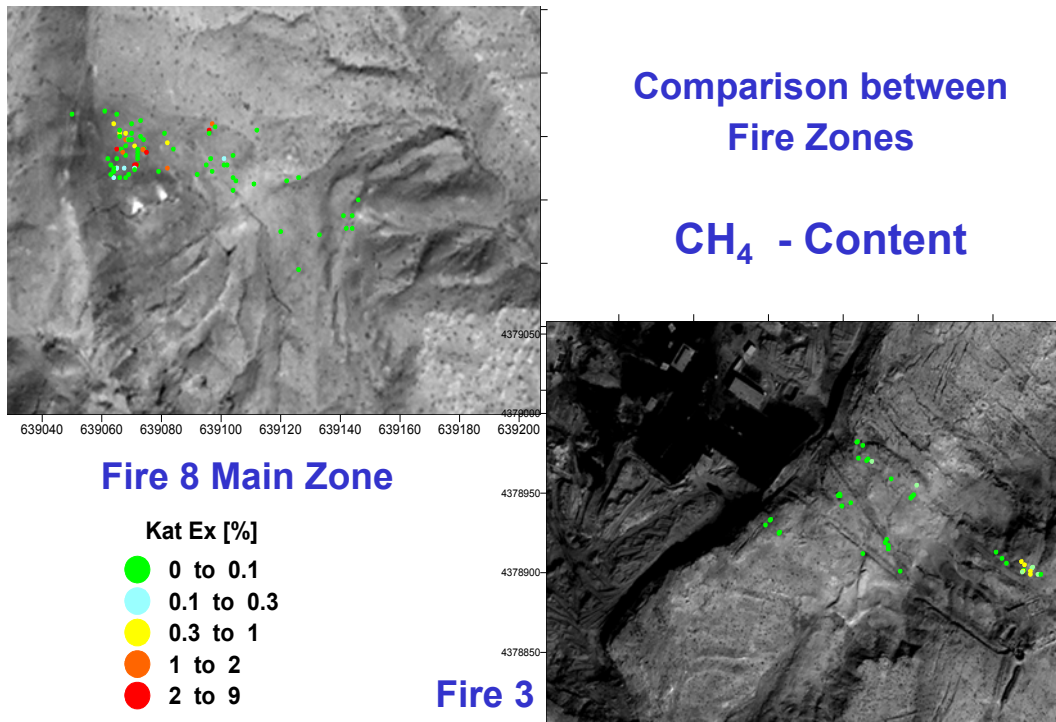 Comparison between
Fire Zones
CH₄ - Content
4379050
4379000
4378950
4378900
4378850
639040 639060 639080 639100 639120 639140 639160 639180 639200
Fire 8 Main Zone
Kat Ex [%]
0 to 0.1
0.1 to 0.3
0.3 to 1
1 to 2
2 to 9
Fire 3